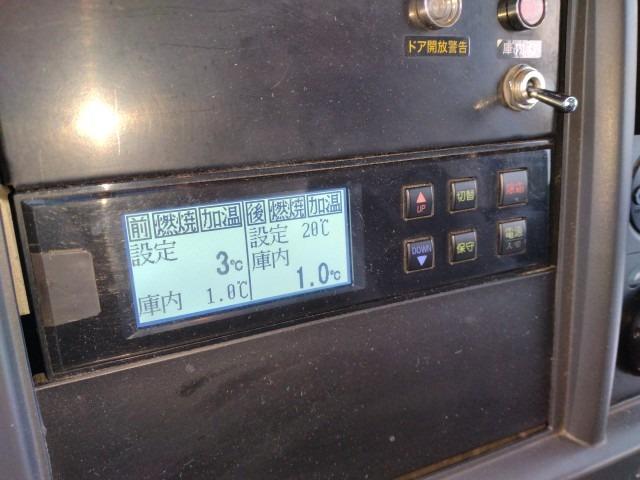 ドア開放警告
前 燃焼 加温
設定
3℃
庫内 1.0℃
後 燃焼 加温
設定 20℃
庫内
1.0℃
UP
切替
DOWN
保守